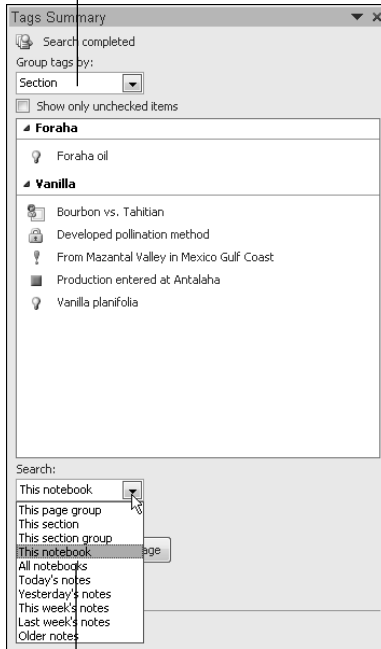 Tags Summary
Search completed
Group tags by:
Section
Show only unchecked items
Foraha
Foraha oil
Vanilla
Bourbon vs. Tahitian
Developed pollination method
From Mazantal Valley in Mexico Gulf Coast
Production entered at Antalaha
Vanilla planifolia
Search:
This notebook
This page group
This section
This section group
This notebook
All notebooks
Today's notes
Yesterday's notes
This week's notes
Last week's notes
Older notes